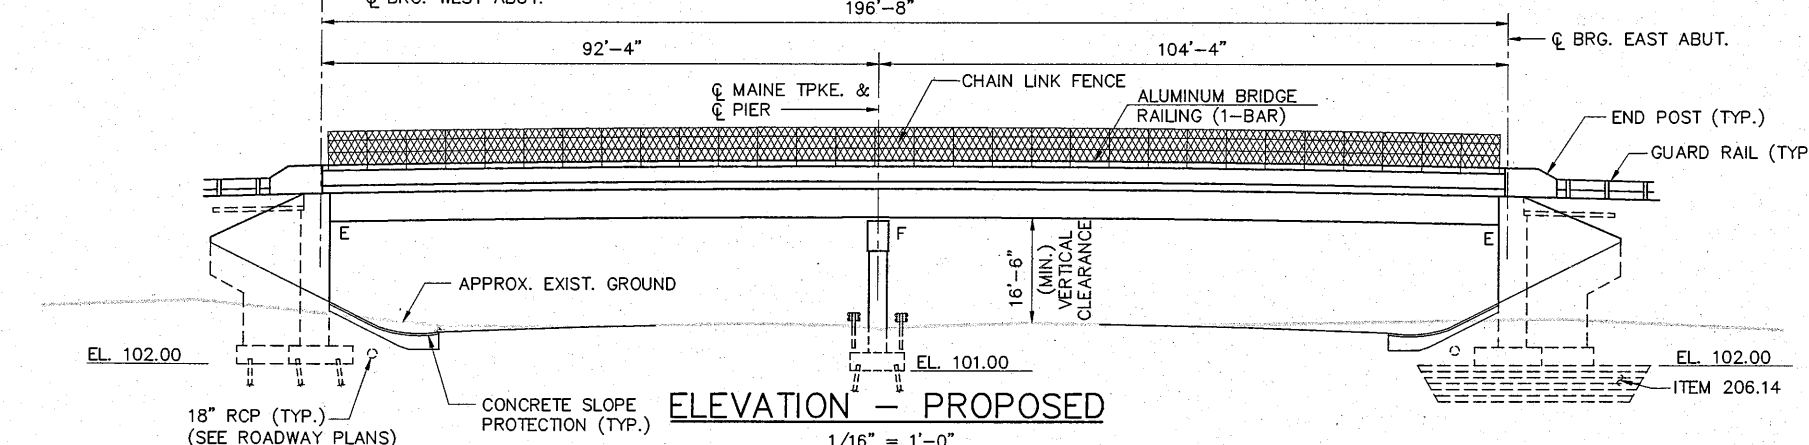 ℄ BRG. WEST ABUT.
196'-8"
92'-4"
104'-4"
℄ BRG. EAST ABUT.
℄ MAINE TPKE. &
℄ PIER
CHAIN LINK FENCE
ALUMINUM BRIDGE
RAILING (1-BAR)
END POST (TYP.)
GUARD RAIL (TYP
E
F
E
16'-6"
(MIN.)
VERTICAL
CLEARANCE
APPROX. EXIST. GROUND
EL. 102.00
EL. 101.00
EL. 102.00
ITEM 206.14
18" RCP (TYP.)
(SEE ROADWAY PLANS)
CONCRETE SLOPE
PROTECTION (TYP.)
ELEVATION - PROPOSED
1/16" = 1'-0"